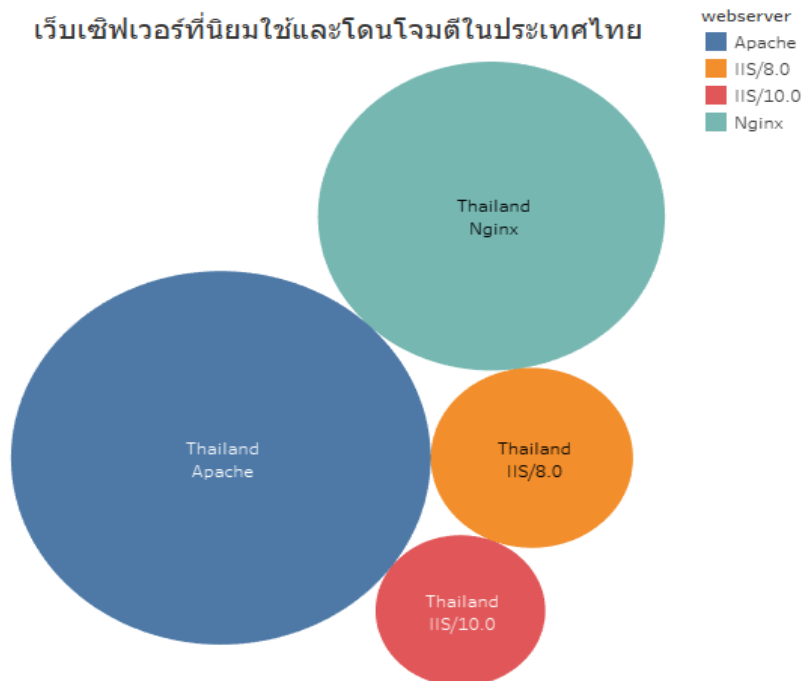 เว็บเซิฟเวอร์ที่นิยมใช้และโดนโจมตีในประเทศไทย
webserver
Apache
IIS/8.0
IIS/10.0
Nginx
Thailand
Nginx
Thailand
Apache
Thailand
IIS/8.0
Thailand
IIS/10.0